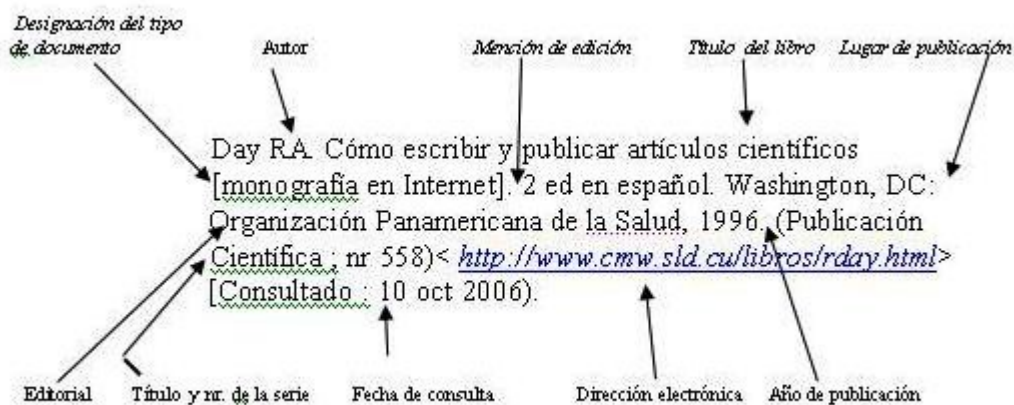 Designación del tipo
de documento
Autor
Mención de edición
Título del libro
Lugar de publicación
Day RA. Cómo escribir y publicar artículos científicos
[monografía en Internet]. 2 ed en español. Washington, DC:
Organización Panamericana de la Salud, 1996. (Publicación
Científica ; nr 558)< http://www.cmw.sld.cu/libros/rday.html>
[Consultado : 10 oct 2006).
Editorial
Título y nr. de la serie
Fecha de consulta
Dirección electrónica
Año de publicación